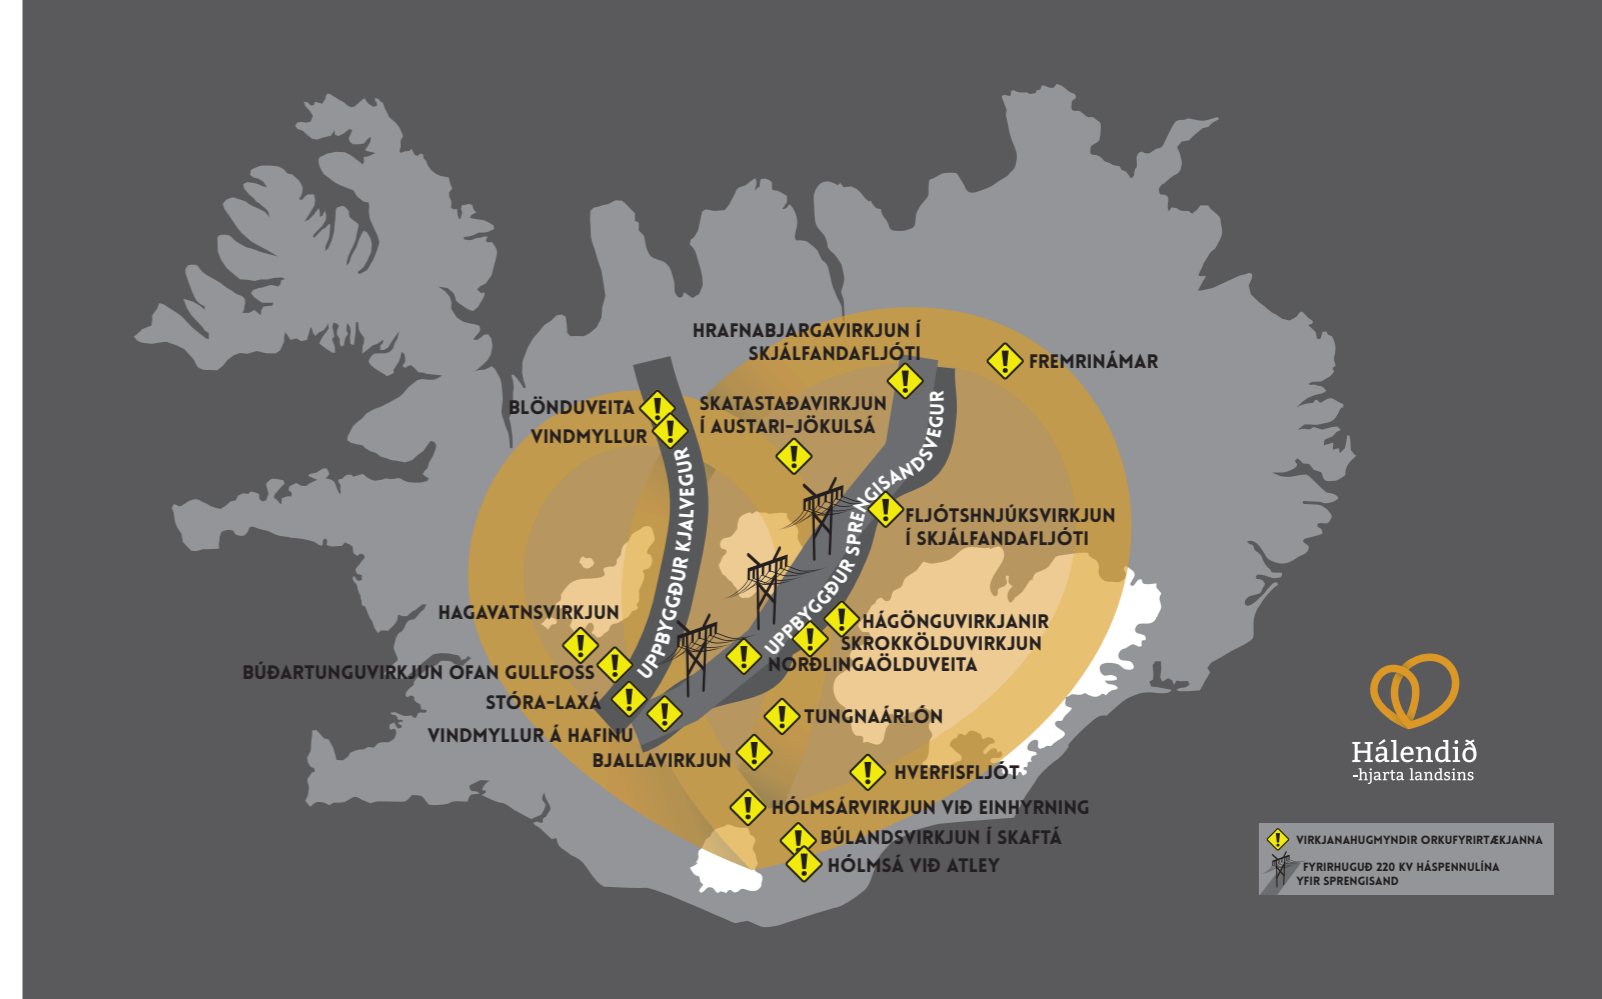 HRAFNABJARGAVIRKJUN Í
SKJÁLFANDAFLJÓTI
FREMRINÁMAR
BLÖNDUVEITA
VINDMYLLUR
SKATASTAÐAVIRKJUN
Í AUSTARI-JÖKULSÁ
UPPBYGGÐUR KJALVEGUR
UPPBYGGÐUR SPRENGISANDSVEGUR
FLJÓTSHNJÚKSVIRKJUN
Í SKJÁLFANDAFLJÓTI
HAGAVATNSVIRKJUN
HÁGÖNGUVIRKJANIR
SKROKKÖLDUVIRKJUN
NORÐLINGAÖLDUVEITA
BÚÐARTUNGUVIRKJUN OFAN GULLFOSS
STÓRA-LAXÁ
VINDMYLLUR Á HAFINU
TUNGNAÁRLÓN
BJALLAVIRKJUN
HVERFISFLJÓT
HÓLMSÁRVIRKJUN VIÐ EINHYRNING
BÚLANDSVIRKJUN Í SKAFTÁ
HÓLMSÁ VIÐ ATLEY
Hálendið
-hjarta landsins
VIRKJANAHUGMYNDIR ORKUFYRIRTÆKJANNA
FYRIRHUGUÐ 220 KV HÁSPENNULÍNA
YFIR SPRENGISAND